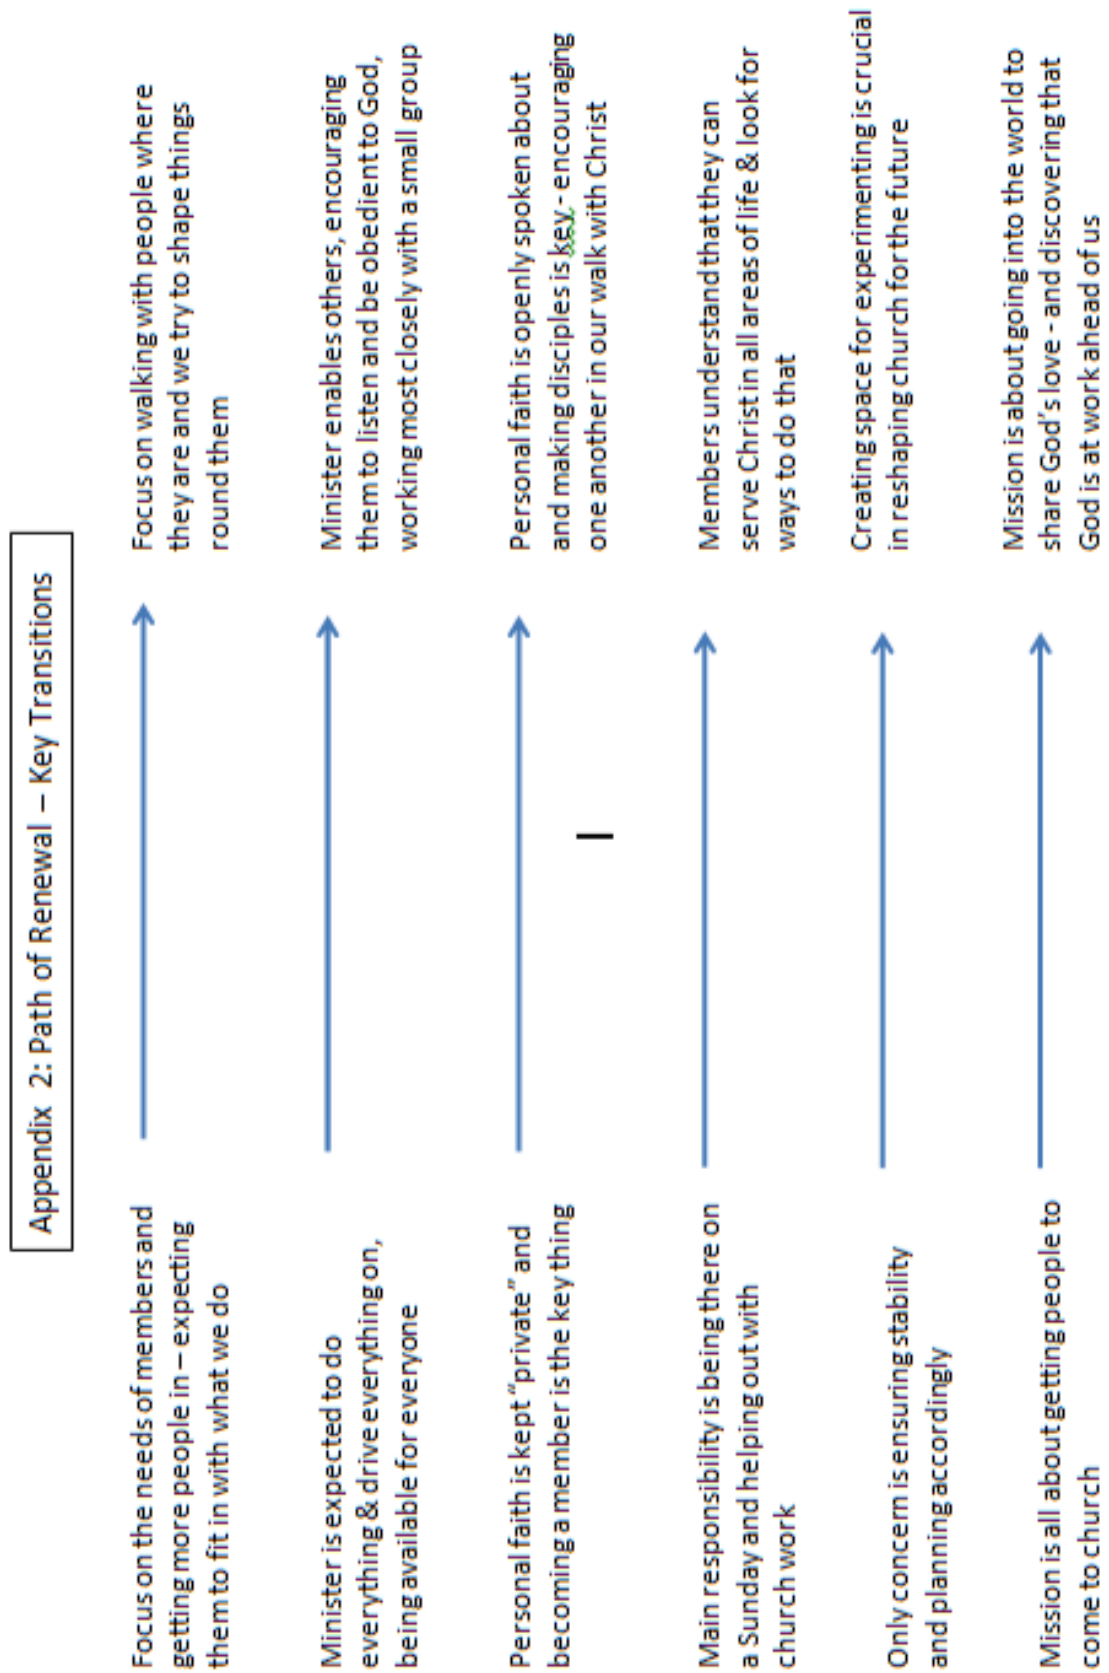 Appendix 2: Path of Renewal – Key Transitions
Focus on the needs of members and
getting more people in – expecting
them to fit in with what we do
Focus on walking with people where
they are and we try to shape things
round them
Minister is expected to do
everything & drive everything on,
being available for everyone
Minister enables others, encouraging
them to listen and be obedient to God,
working most closely with a small group
Personal faith is kept “private” and
becoming a member is the key thing
Personal faith is openly spoken about
and making disciples is key - encouraging
one another in our walk with Christ
Main responsibility is being there on
a Sunday and helping out with
church work
Members understand that they can
serve Christ in all areas of life & look for
ways to do that
Only concern is ensuring stability
and planning accordingly
Creating space for experimenting is crucial
in reshaping church for the future
Mission is all about getting people to
come to church
Mission is about going into the world to
share God's love - and discovering that
God is at work ahead of us